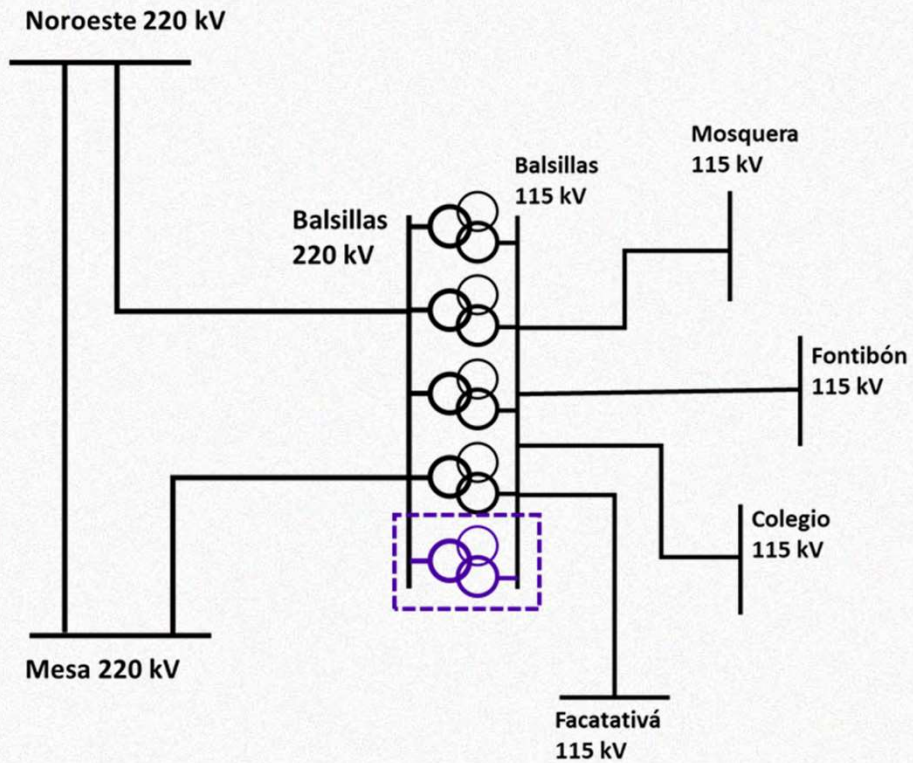 Noroeste 220 kV
Mosquera
115 kV
Balsillas
115 kV
Balsillas
220 kV
Fontibón
115 kV
Colegio
115 kV
Mesa 220 kV
Facatativá
115 kV